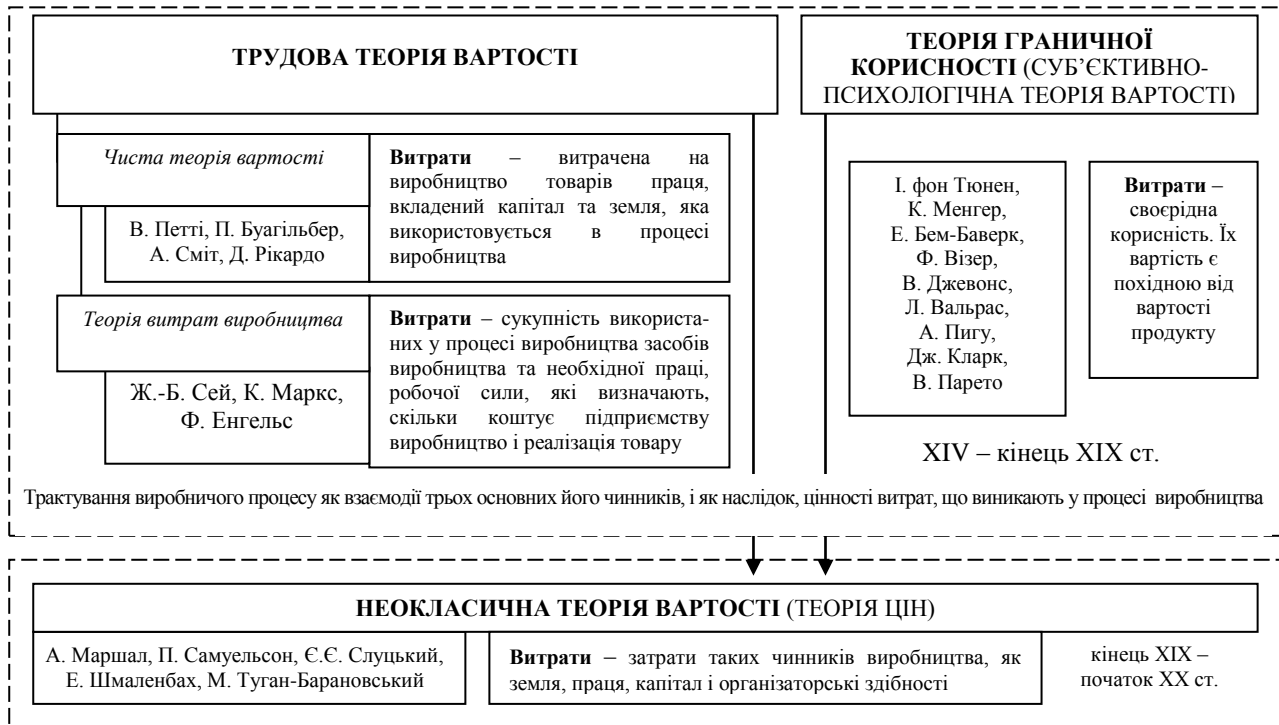 ТРУДОВА ТЕОРІЯ ВАРТОСТІ
ТЕОРІЯ ГРАНИЧНОЇ
КОРИСНОСТІ (СУБ’ЄКТИВНО-
ПСИХОЛОГІЧНА ТЕОРІЯ ВАРТОСТІ)
Чиста теорія вартості
В. Петті, П. Буагільбер,
А. Сміт, Д. Рікардо
Витрати – витрачена на
виробництво товарів праця,
вкладений капітал та земля, яка
використовується в процесі
виробництва
Теорія витрат виробництва
Ж.-Б. Сей, К. Маркс,
Ф. Енгельс
Витрати – сукупність використа-
них у процесі виробництва засобів
виробництва та необхідної праці,
робочої сили, які визначають,
скільки коштує підприємству
виробництво і реалізація товару
І. фон Тюнен,
К. Менгер,
Е. Бем-Баверк,
Ф. Візер,
В. Джевонс,
Л. Вальрас,
А. Пигу,
Дж. Кларк,
В. Парето
Витрати –
своєрідна
корисність. Їх
вартість є
похідною від
вартості
продукту
XIV – кінець XIX ст.
Трактування виробничого процесу як взаємодії трьох основних його чинників, і як наслідок, цінності витрат, що виникають у процесі виробництва
НЕОКЛАСИЧНА ТЕОРІЯ ВАРТОСТІ (ТЕОРІЯ ЦІН)
А. Маршал, П. Самуельсон, Є.Є. Слуцький,
Е. Шмаленбах, М. Туган-Барановський
Витрати – затрати таких чинників виробництва, як
земля, праця, капітал і організаторські здібності
кінець XIX –
початок XX ст.